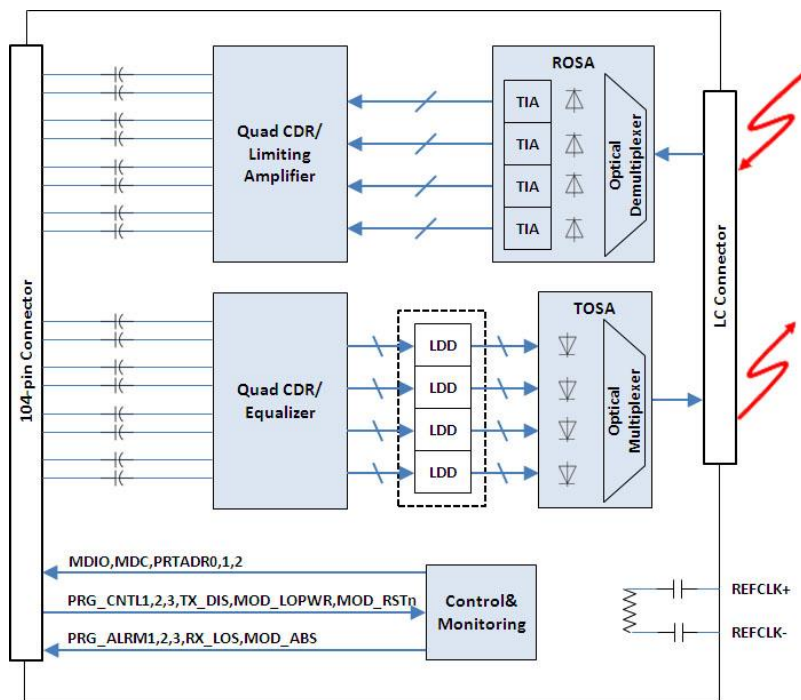 ROSA
TIA
TIA
TIA
TIA
Optical
Demultiplexer
Quad CDR/
Limiting
Amplifier
104-pin Connector
LC Connector
TOSA
LDD
LDD
LDD
LDD
Optical
Multiplexer
Quad CDR/
Equalizer
MDIO,MDC,PRTADR0,1,2
PRG_CNTL1,2,3,TX_DIS,MOD_LOPWR,MOD_RSTn
PRG_ALRM1,2,3,RX_LOS,MOD_ABS
Control&
Monitoring
REFCLK+
REFCLK-